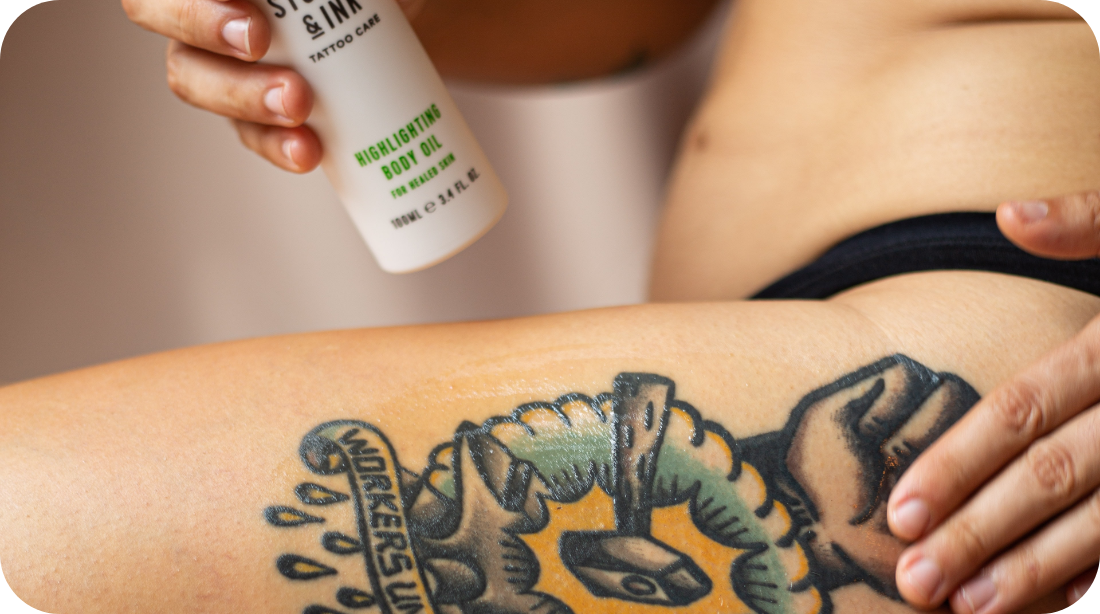 &INK
TATTOO CARE
HIGHLIGHTING
BODY OIL
FOR HEALED SKIN
100ML ℮ 3.4 FL. OZ.
WORKERS